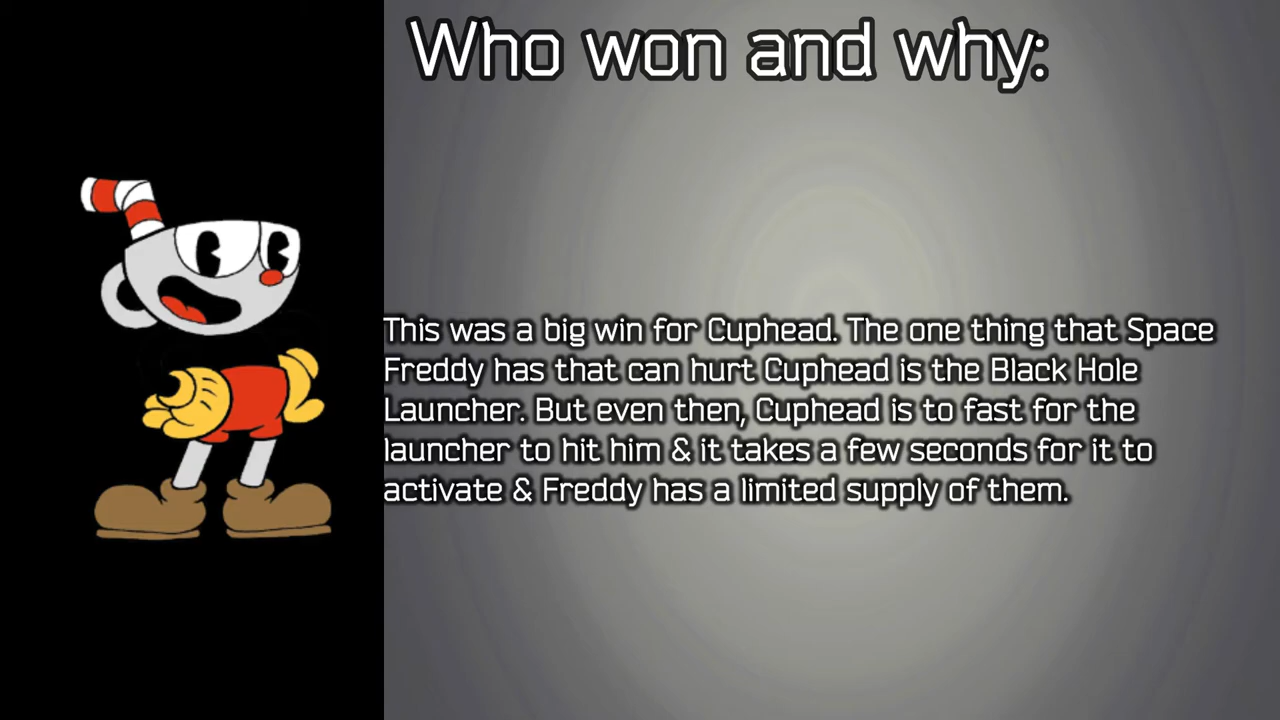 Who won and why:
This was a big win for Cuphead. The one thing that Space
Freddy has that can hurt Cuphead is the Black Hole
Launcher. But even then, Cuphead is to fast for the
launcher to hit him & it takes a few seconds for it to
activate & Freddy has a limited supply of them.